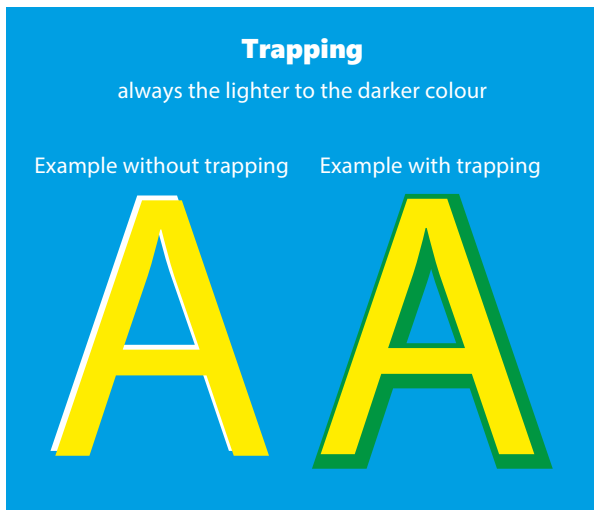 Trapping
always the lighter to the darker colour
Example without trapping
Example with trapping
A
A